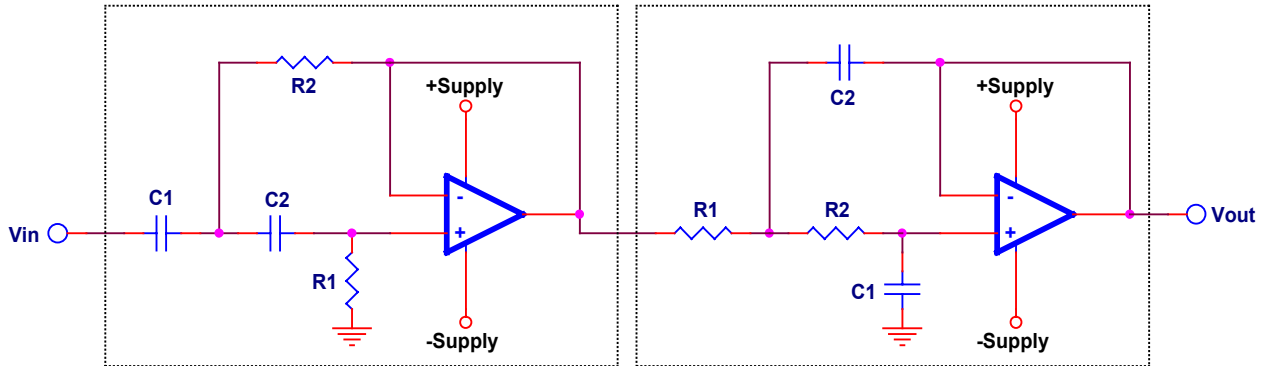 R2
+Supply
C1
C2
-
Vin
+
R1
-Supply
C2
+Supply
R1
R2
-
Vout
+
C1
-Supply